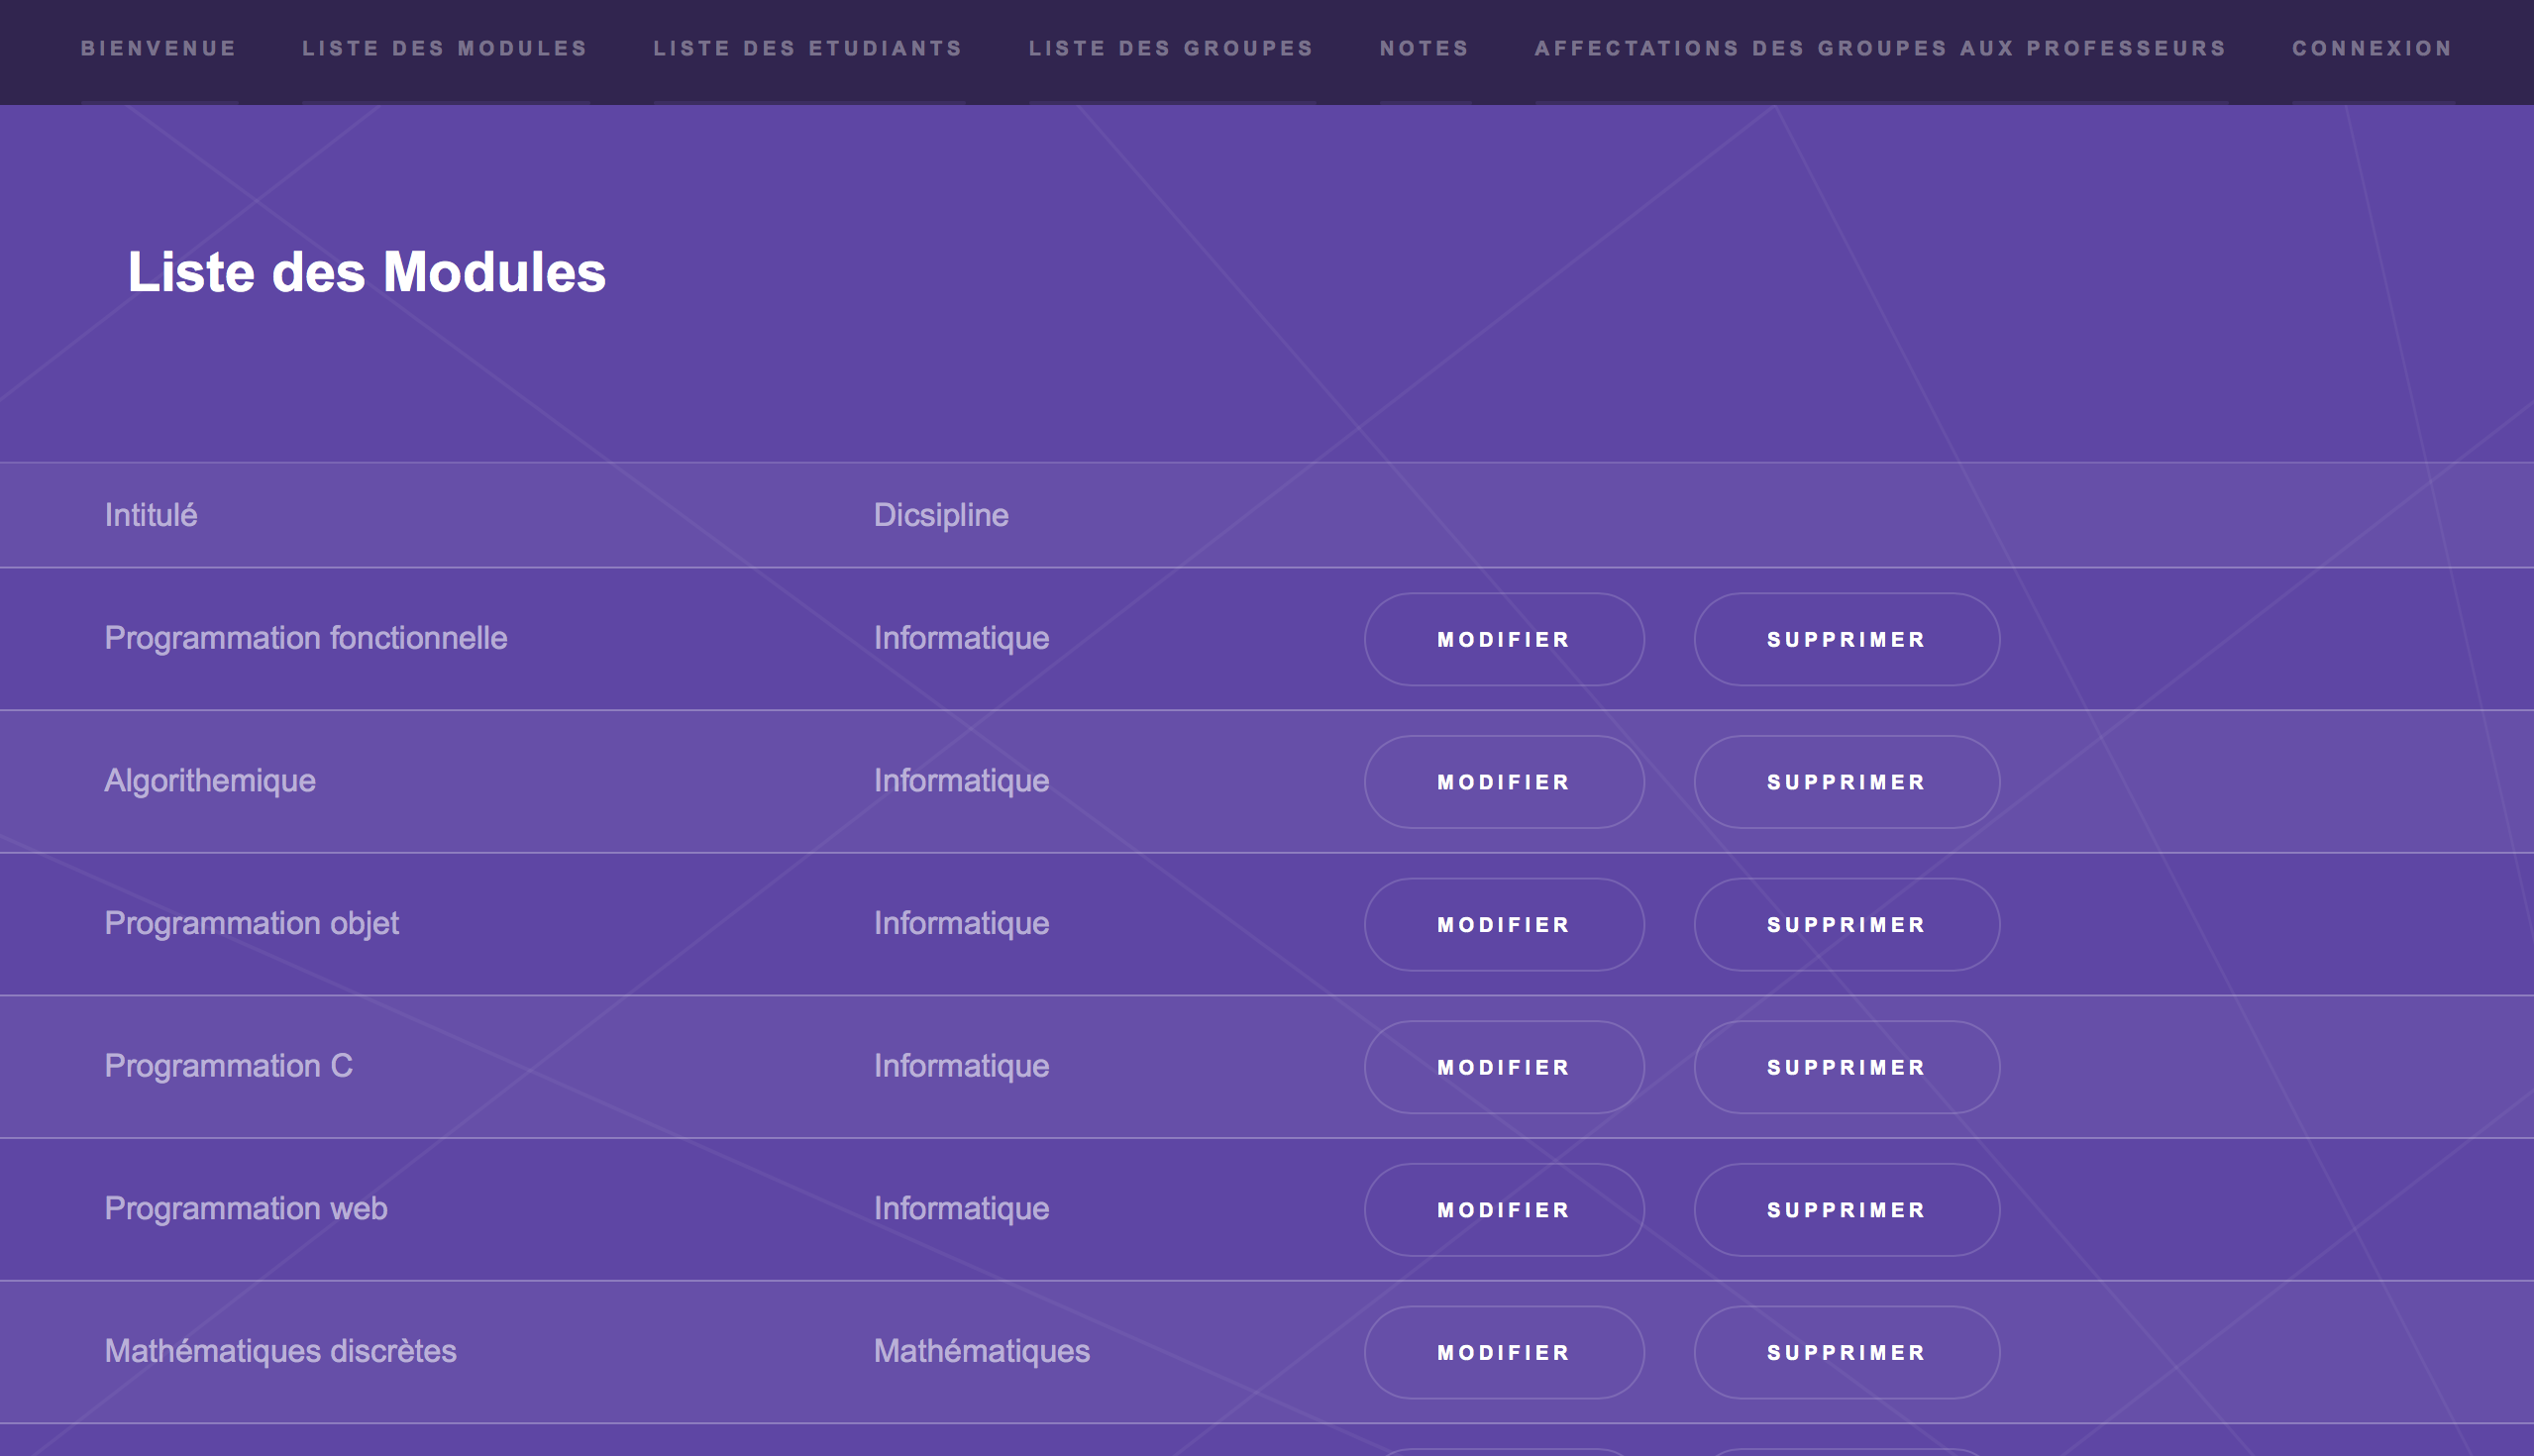 BIENVENUE LISTE DES MODULES LISTE DES ETUDIANTS LISTE DES GROUPES NOTES AFFECTATIONS DES GROUPES AUX PROFESSEURS CONNEXION
Liste des Modules
Intitulé Dicsipline
Programmation fonctionnelle Informatique MODIFIER SUPPRIMER
Algorithemique Informatique MODIFIER SUPPRIMER
Programmation objet Informatique MODIFIER SUPPRIMER
Programmation C Informatique MODIFIER SUPPRIMER
Programmation web Informatique MODIFIER SUPPRIMER
Mathématiques discrètes Mathématiques MODIFIER SUPPRIMER